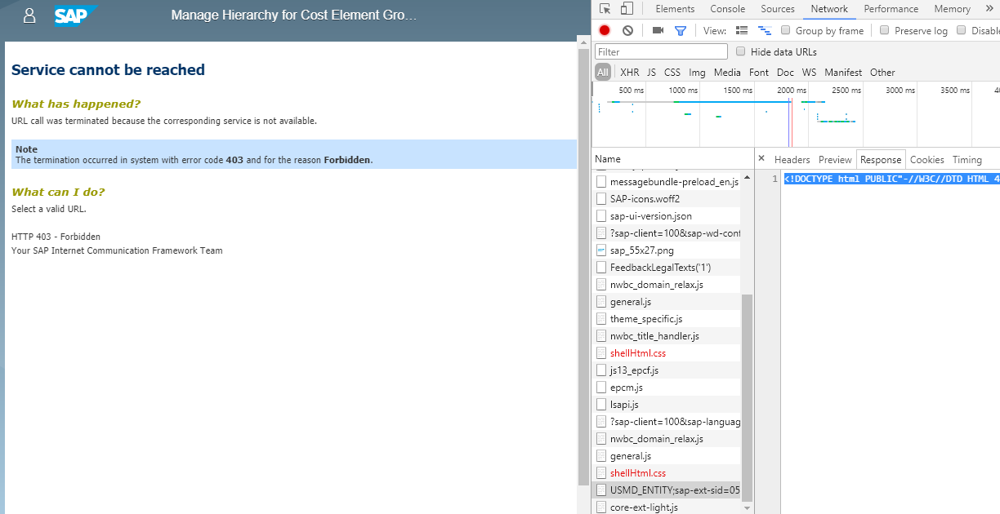 SAP
Manage Hierarchy for Cost Element Gro...
Service cannot be reached
What has happened?
URL call was terminated because the corresponding service is not available.
Note
The termination occurred in system with error code 403 and for the reason Forbidden.
What can I do?
Select a valid URL.
HTTP 403 - Forbidden
Your SAP Internet Communication Framework Team
Elements Console Sources Network Performance Memory »
View: Group by frame Preserve log Disable
Filter Hide data URLs
All XHR JS CSS Img Media Font Doc WS Manifest Other
500 ms 1000 ms 1500 ms 2000 ms 2500 ms 3000 ms 3500 ms
Name
× Headers Preview Response Cookies Timing
messagebundle-preload_en.js
SAP-icons.woff2
sap-ui-version.json
?sap-client=100&sap-wd-conf
sap_55x27.png
FeedbackLegalTexts('1')
nwbc_domain_relax.js
general.js
theme_specific.js
nwbc_title_handler.js
shellHtml.css
js13_epcf.js
epcm.js
lsapi.js
?sap-client=100&sap-languag
nwbc_domain_relax.js
general.js
shellHtml.css
USMD_ENTITY;sap-ext-sid=05
core-ext-light.js
1 <!DOCTYPE html PUBLIC"-//W3C//DTD HTML 4